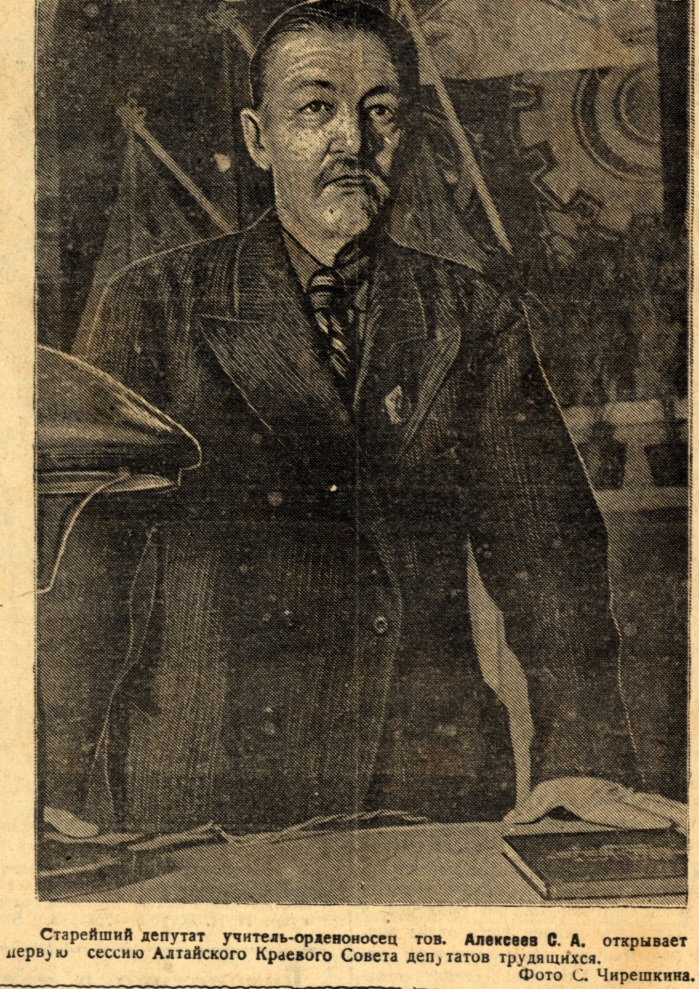 Старейший депутат учитель-орденоносец тов. Алексеев С. А. открывает
первую сессию Алтайского Краевого Совета депутатов трудящихся.
Фото С. Чирешкина.